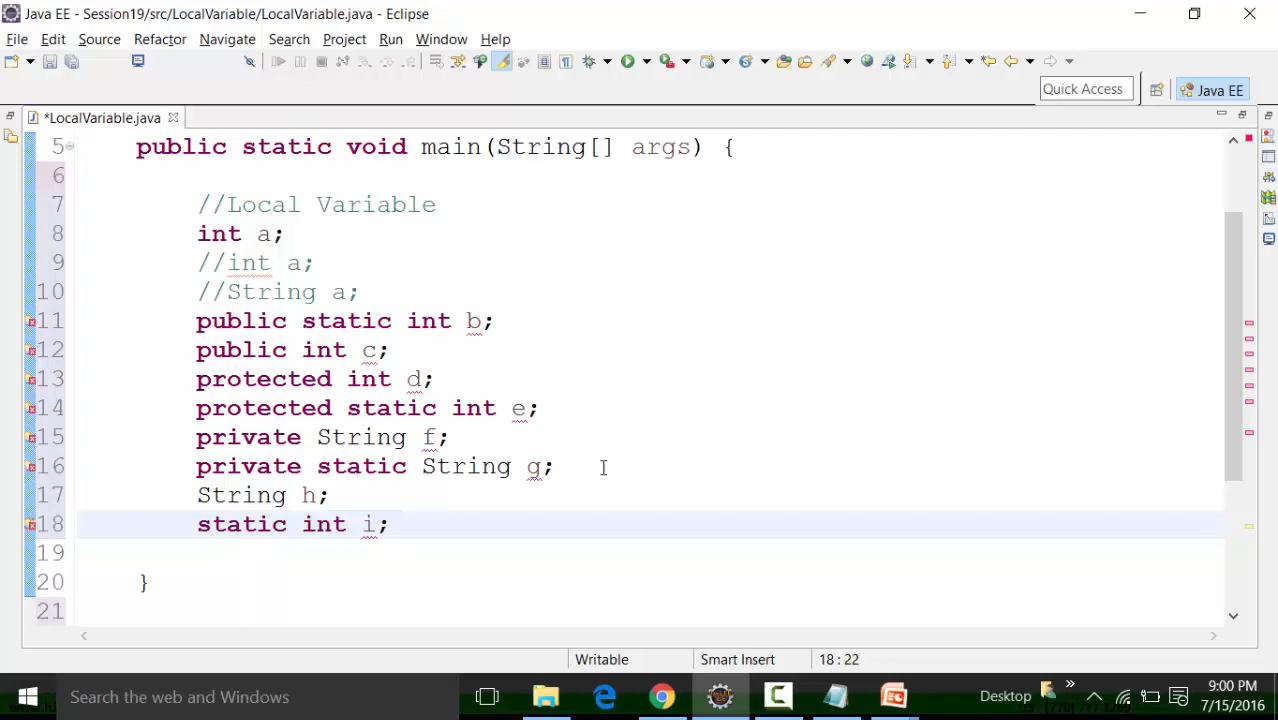 Java EE - Session19/src/LocalVariable/LocalVariable.java - Eclipse
File Edit Source Refactor Navigate Search Project Run Window Help
Quick Access Java EE
*LocalVariable.java
5 public static void main(String[] args) {
6
7 //Local Variable
8 int a;
9 //int a;
10 //String a;
11 public static int b;
12 public int c;
13 protected int d;
14 protected static int e;
15 private String f;
16 private static String g;
17 String h;
18 static int i;
19
20 }
21
Writable Smart Insert 18 : 22
Search the web and Windows
Desktop
9:00 PM
7/15/2016